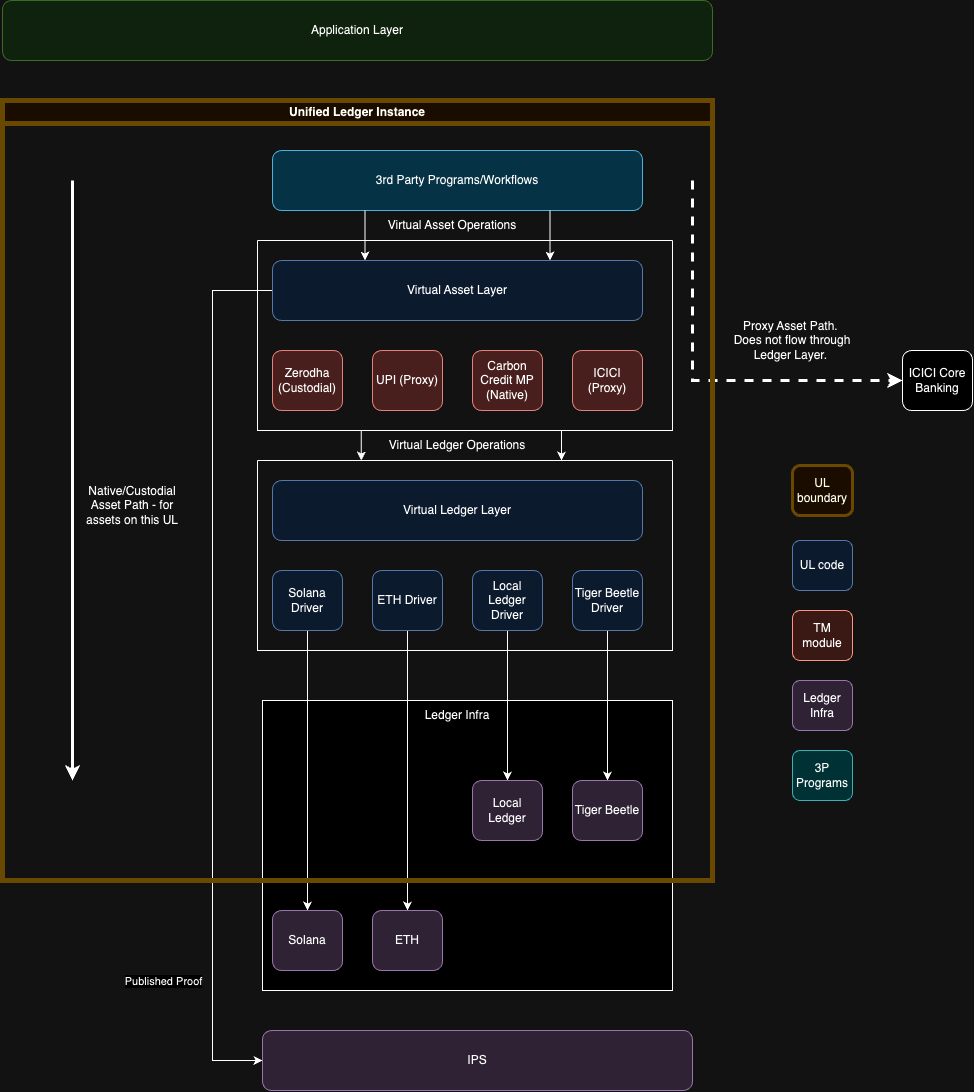 Application Layer
Unified Ledger Instance
3rd Party Programs/Workflows
Virtual Asset Operations
Virtual Asset Layer
Zerodha
(Custodial)
UPI (Proxy)
Carbon
Credit MP
(Native)
ICICI
(Proxy)
Proxy Asset Path.
Does not flow through
Ledger Layer.
ICICI Core
Banking
Virtual Ledger Operations
Native/Custodial
Asset Path - for
assets on this UL
Virtual Ledger Layer
Solana
Driver
ETH Driver
Local
Ledger
Driver
Tiger Beetle
Driver
UL
boundary
UL code
TM
module
Ledger
Infra
3P
Programs
Ledger Infra
Local
Ledger
Tiger Beetle
Solana
ETH
Published Proof
IPS